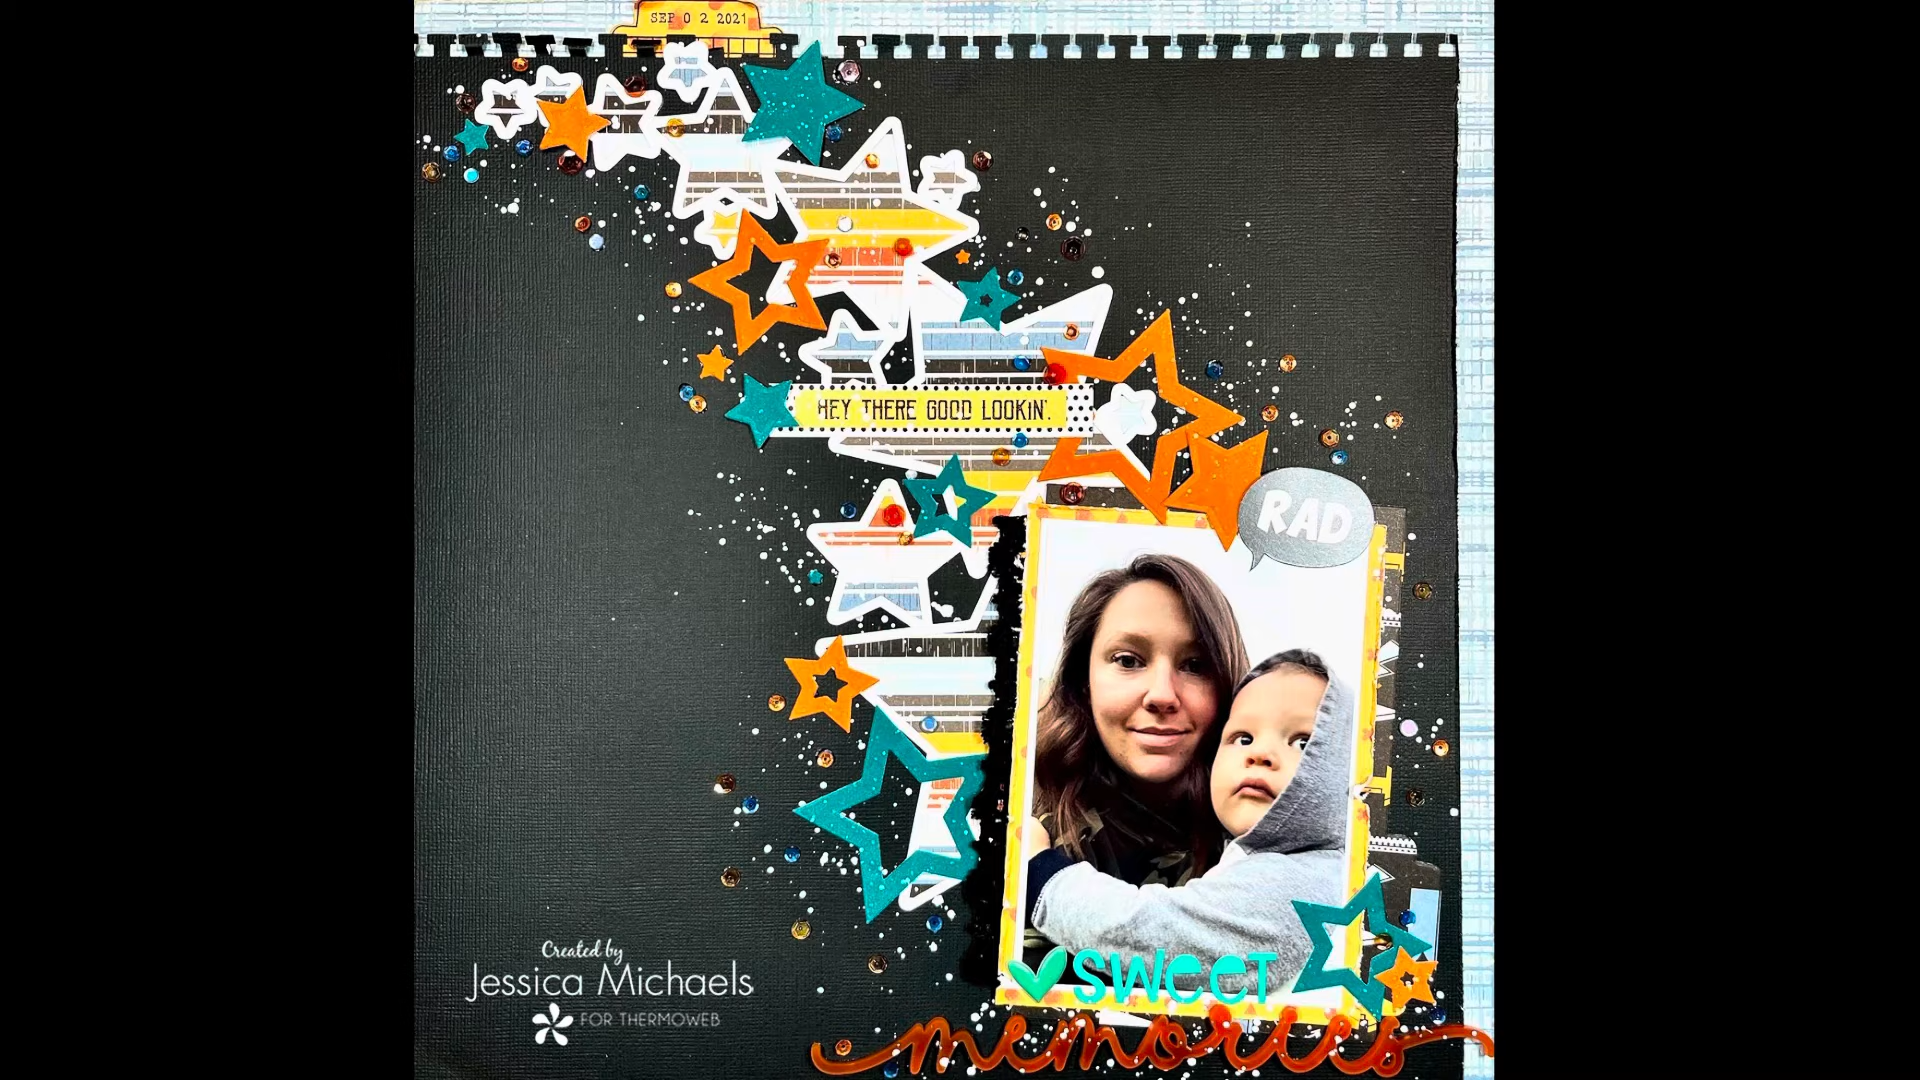 SEP 0 2 2021
HEY THERE GOOD LOOKIN'.
RAD
SWEET
memories
Created by
Jessica Michaels
FOR THERMOWEB